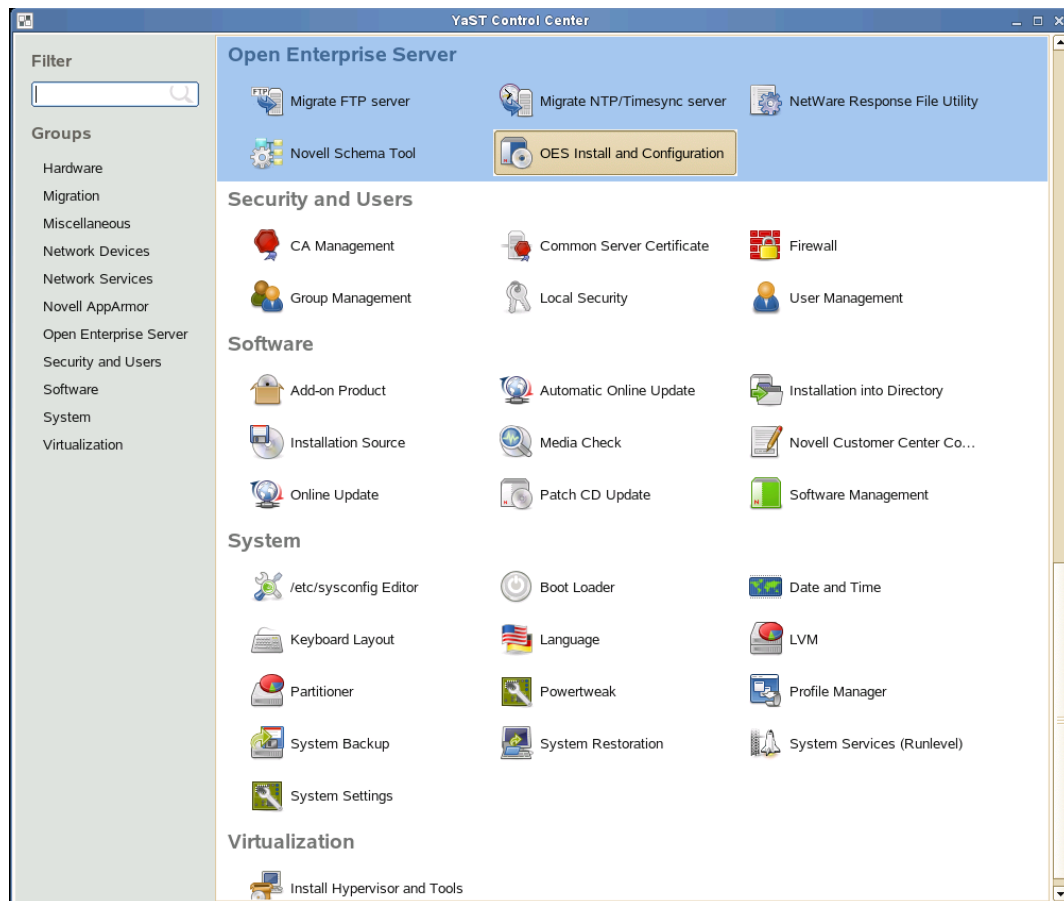 YaST Control Center
Filter
Groups
Hardware
Migration
Miscellaneous
Network Devices
Network Services
Novell AppArmor
Open Enterprise Server
Security and Users
Software
System
Virtualization
Open Enterprise Server
FTP
Migrate FTP server
Migrate NTP/Timesync server
NetWare Response File Utility
Novell Schema Tool
OES Install and Configuration
Security and Users
CA Management
Common Server Certificate
Firewall
Group Management
Local Security
User Management
Software
Add-on Product
Automatic Online Update
Installation into Directory
Installation Source
Media Check
Novell Customer Center Co...
Online Update
Patch CD Update
Software Management
System
/etc/sysconfig Editor
Boot Loader
Date and Time
Keyboard Layout
Language
LVM
Partitioner
Powertweak
Profile Manager
System Backup
System Restoration
System Services (Runlevel)
System Settings
Virtualization
Install Hypervisor and Tools